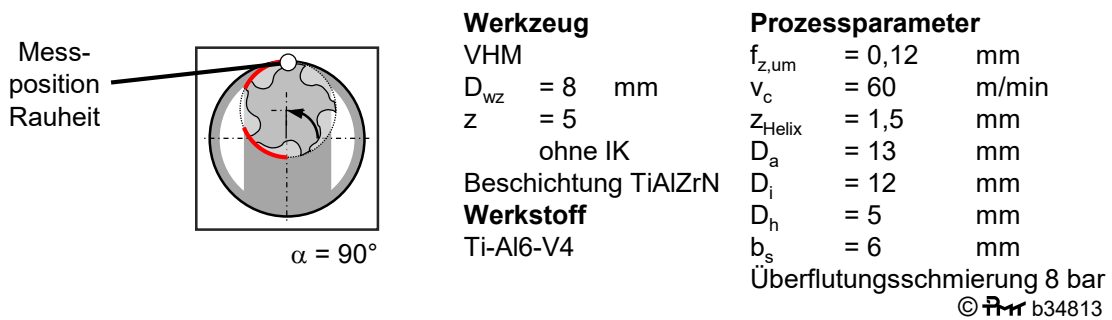 Mess-
position
Rauheit
α = 90°
Werkzeug
VHM
D_wz = 8 mm
z = 5
ohne IK
Beschichtung TiAlZrN
Werkstoff
Ti-Al6-V4
Prozessparameter
f_z,um = 0,12 mm
v_c = 60 m/min
z_Helix = 1,5 mm
D_a = 13 mm
D_i = 12 mm
D_h = 5 mm
b_s = 6 mm
Überflutungsschmierung 8 bar
© b34813